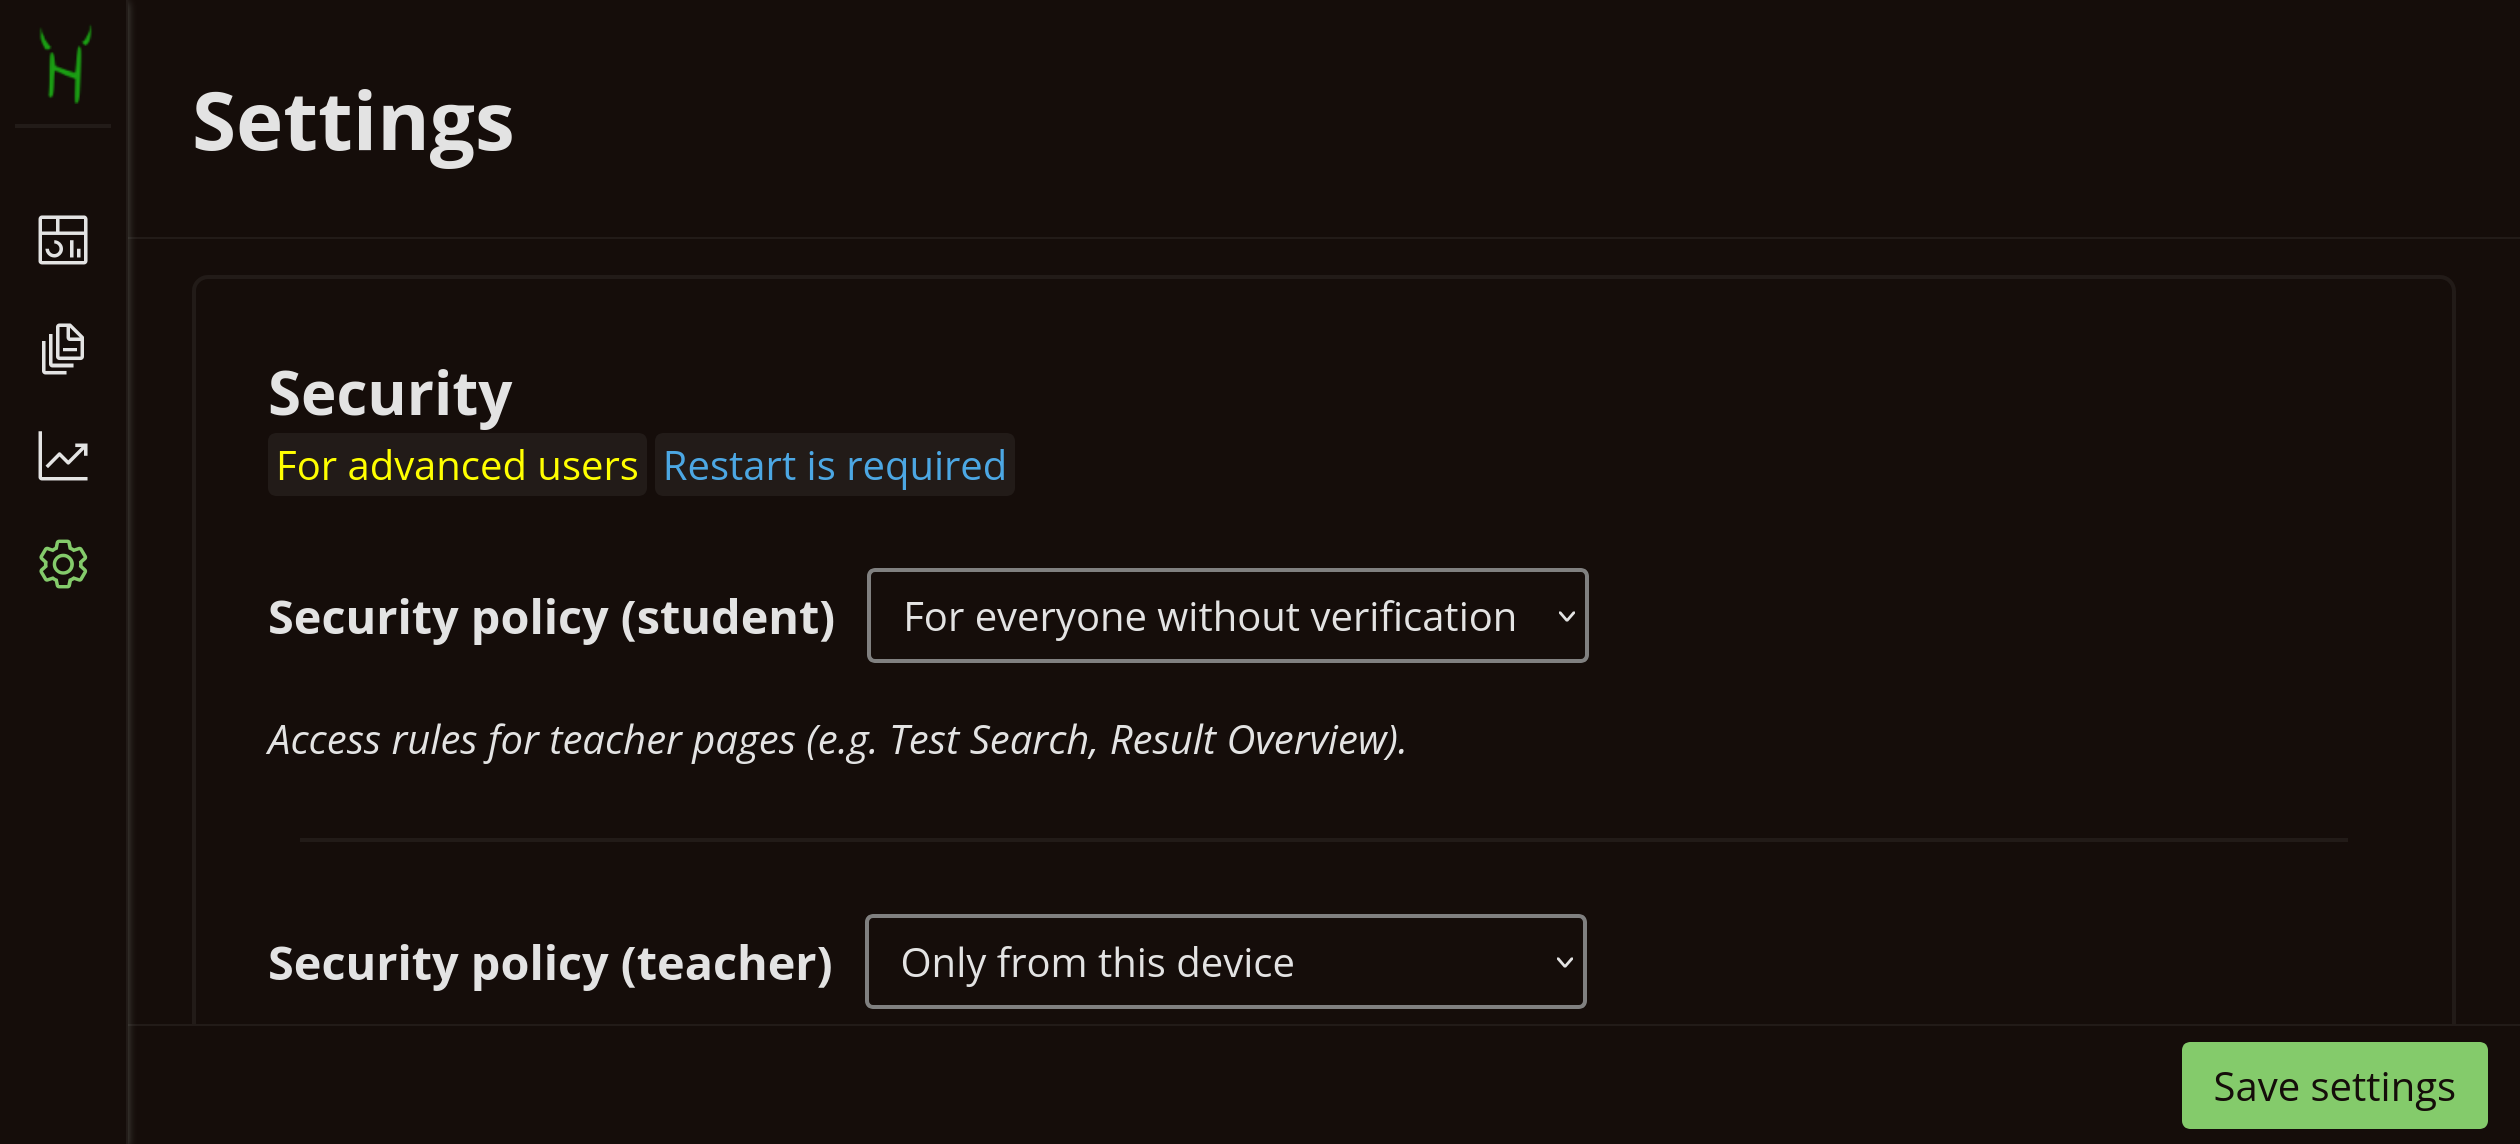 Settings
Security
For advanced users Restart is required
Security policy (student) For everyone without verification
Access rules for teacher pages (e.g. Test Search, Result Overview).
Security policy (teacher) Only from this device
Save settings